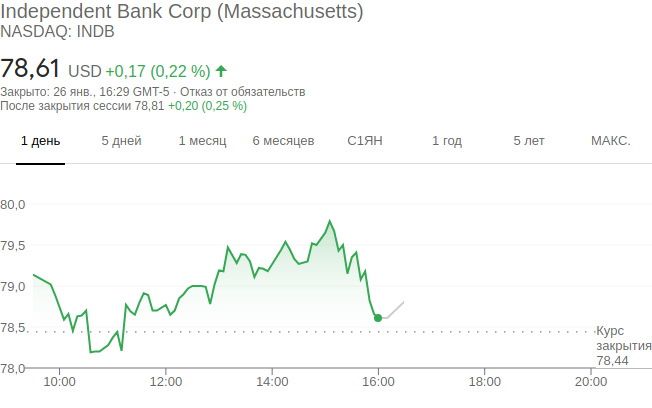 Independent Bank Corp (Massachusetts)
NASDAQ: INDB
78,61 USD +0,17 (0,22 %)
Закрыто: 26 янв., 16:29 GMT-5 · Отказ от обязательств
После закрытия сессии 78,81 +0,20 (0,25 %)
1 день 5 дней 1 месяц 6 месяцев С1ЯН 1 год 5 лет МАКС.
80,0
79,5
79,0
78,5
78,0
Курс
закрытия
78,44
10:00 12:00 14:00 16:00 18:00 20:00